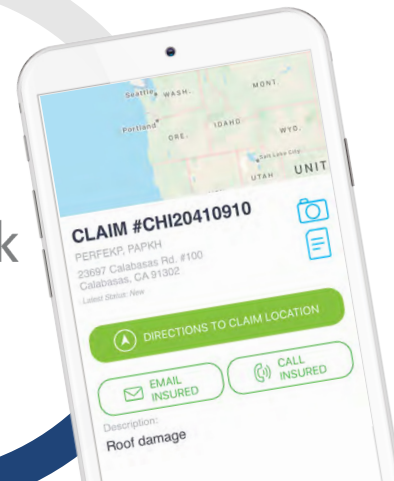 Seattle WASH. MONT.
Portland ORE. IDAHO WYO.
Salt Lake City
UTAH UNIT
k
CLAIM #CHI20410910
PERFEKP, PAPKH
23697 Calabasas Rd. #100
Calabasas, CA 91302
Latest Status: New
DIRECTIONS TO CLAIM LOCATION
EMAIL
INSURED
CALL
INSURED
Description:
Roof damage